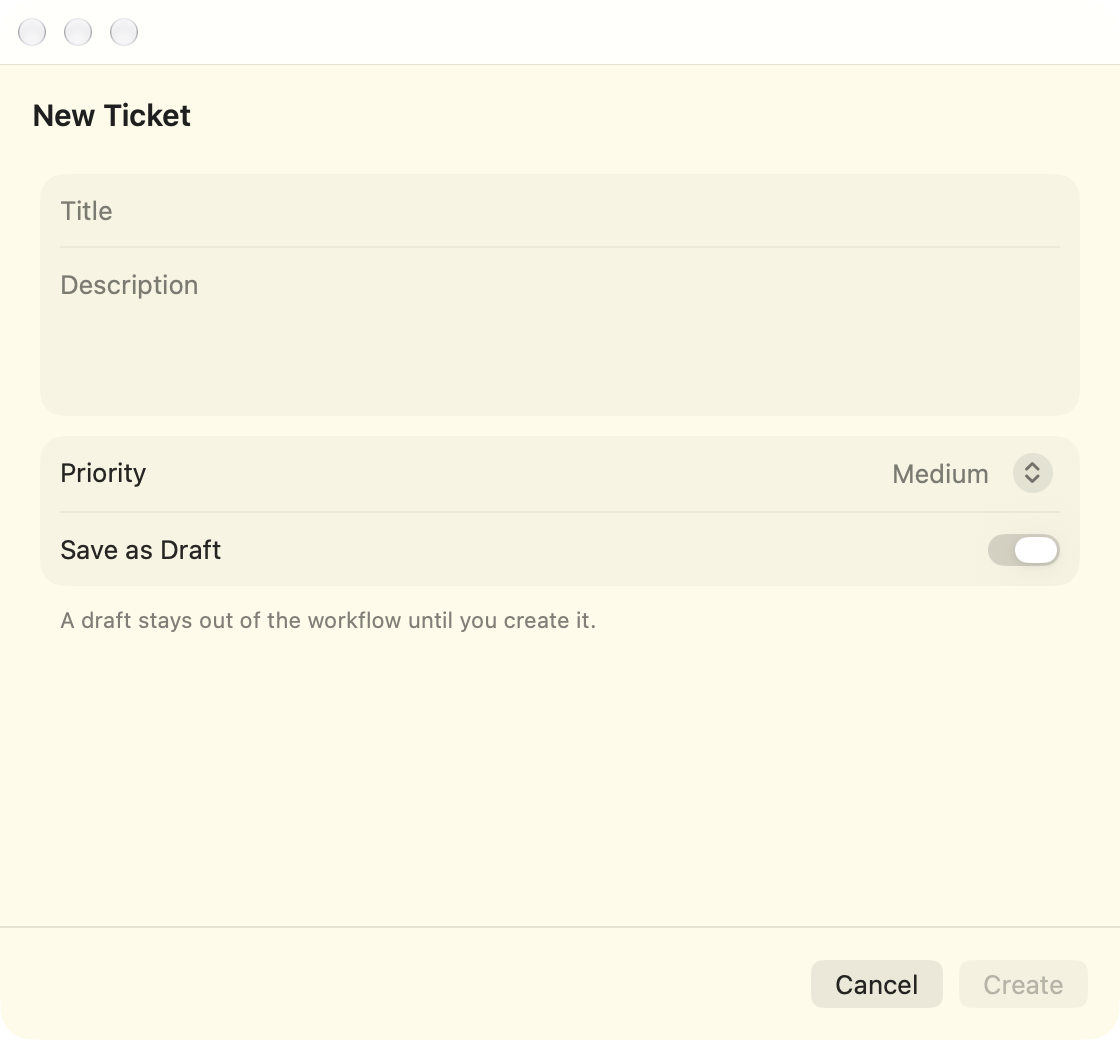 New Ticket
Title
Description
Priority
Medium
Save as Draft
A draft stays out of the workflow until you create it.
Cancel
Create